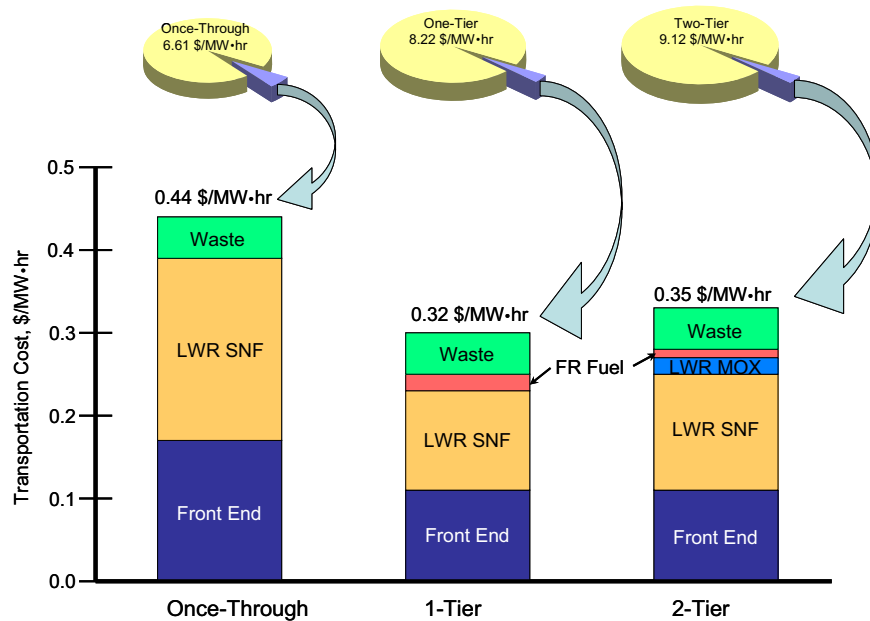 Once-Through
6.61 $/MW•hr
One-Tier
8.22 $/MW•hr
Two-Tier
9.12 $/MW•hr
Transportation Cost, $/MW•hr
0.5
0.4
0.3
0.2
0.1
0.0
0.44 $/MW•hr
Waste
LWR SNF
Front End
0.32 $/MW•hr
Waste
LWR SNF
Front End
FR Fuel
0.35 $/MW•hr
Waste
LWR MOX
LWR SNF
Front End
Once-Through
1-Tier
2-Tier